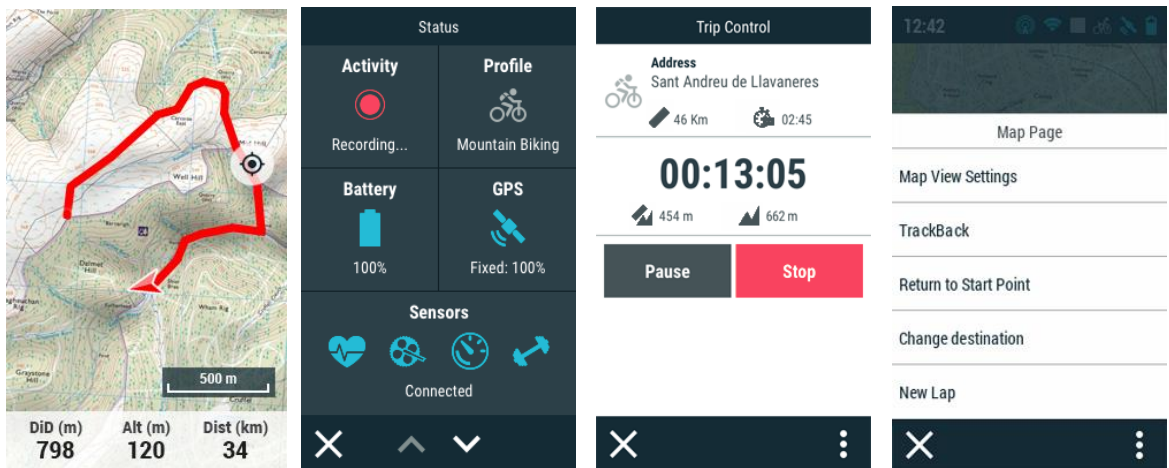 Well Hill
500 m
DiD (m) Alt (m) Dist (km)
798 120 34
Status
Activity Profile
Recording... Mountain Biking
Battery GPS
100% Fixed: 100%
Sensors
Connected
Trip Control
Address
Sant Andreu de Llavaneres
46 Km 02:45
00:13:05
454 m 662 m
Pause Stop
12:42
Map Page
Map View Settings
TrackBack
Return to Start Point
Change destination
New Lap